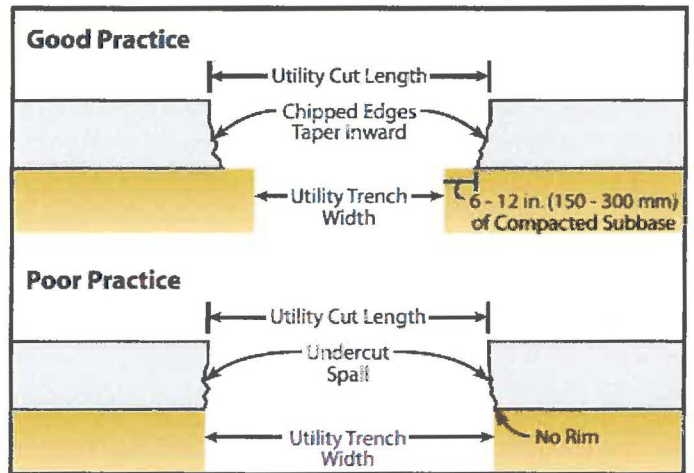 Good Practice
Utility Cut Length
Chipped Edges
Taper Inward
Utility Trench
Width
6 - 12 in. (150 - 300 mm)
of Compacted Subbase
Poor Practice
Utility Cut Length
Undercut
Spall
Utility Trench
Width
No Rim